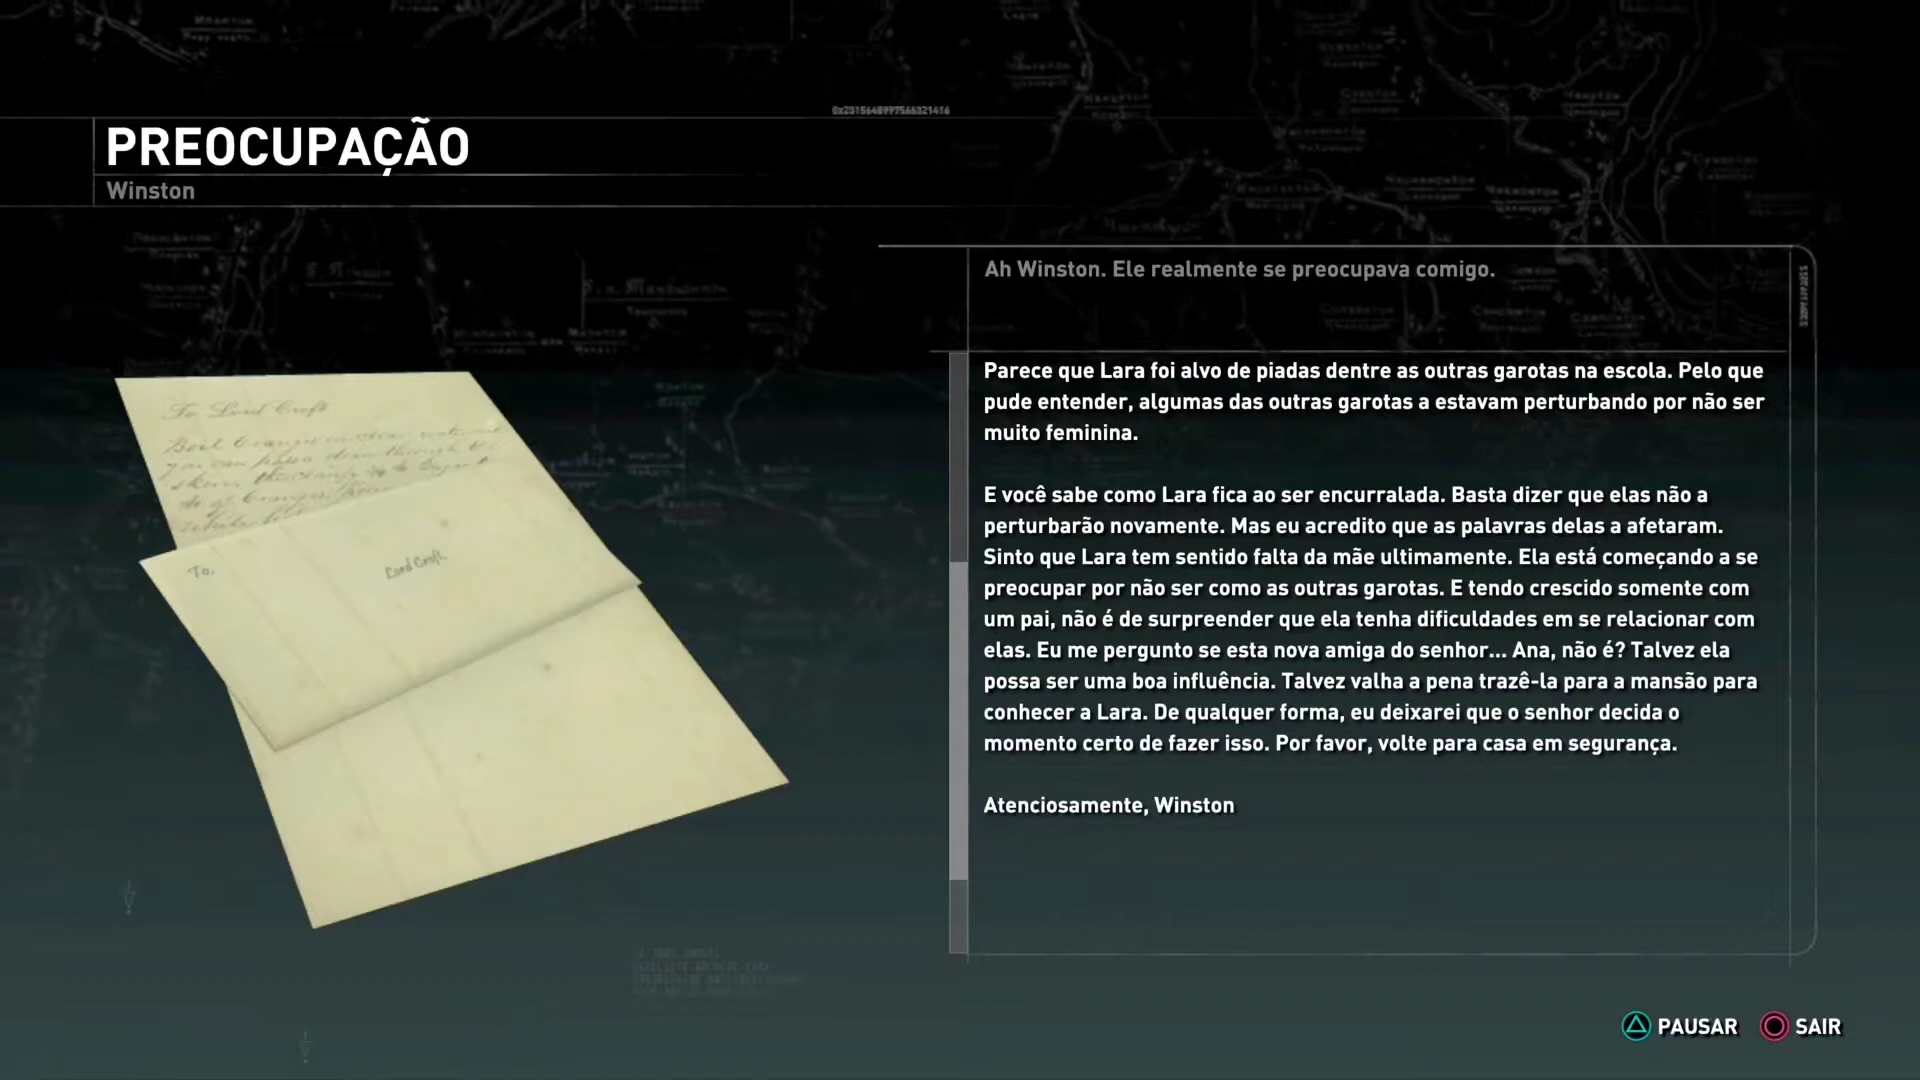 0x2315648997566321416
PREOCUPAÇÃO
Winston
Ah Winston. Ele realmente se preocupava comigo.
Parece que Lara foi alvo de piadas dentre as outras garotas na escola. Pelo que
pude entender, algumas das outras garotas a estavam perturbando por não ser
muito feminina.
E você sabe como Lara fica ao ser encurralada. Basta dizer que elas não a
perturbarão novamente. Mas eu acredito que as palavras delas a afetaram.
Sinto que Lara tem sentido falta da mãe ultimamente. Ela está começando a se
preocupar por não ser como as outras garotas. E tendo crescido somente com
um pai, não é de surpreender que ela tenha dificuldades em se relacionar com
elas. Eu me pergunto se esta nova amiga do senhor... Ana, não é? Talvez ela
possa ser uma boa influência. Talvez valha a pena trazê-la para a mansão para
conhecer a Lara. De qualquer forma, eu deixarei que o senhor decida o
momento certo de fazer isso. Por favor, volte para casa em segurança.
Atenciosamente, Winston
To Lord Croft
you can
To, Lord Croft
PAUSAR SAIR